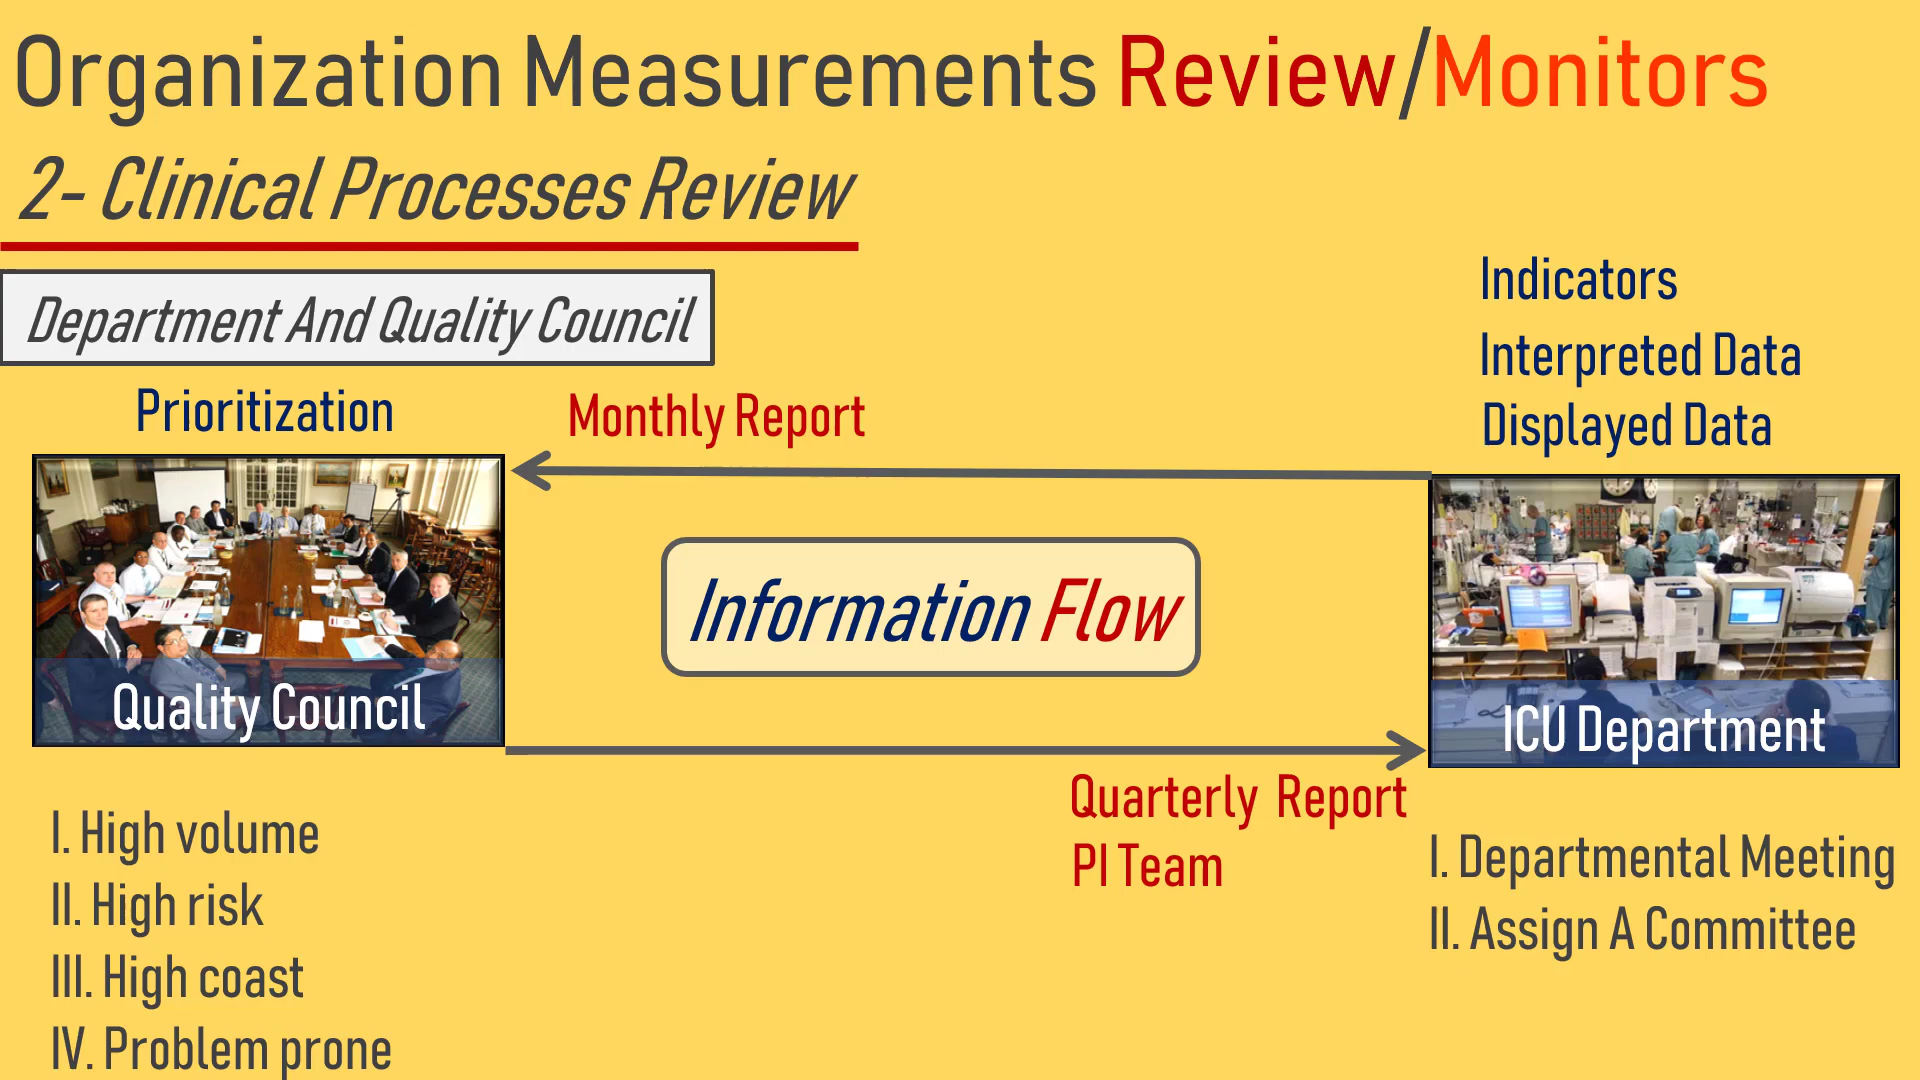 Organization Measurements Review/Monitors
2- Clinical Processes Review
Department And Quality Council
Indicators
Interpreted Data
Displayed Data
Prioritization
Monthly Report
Information Flow
Quality Council
ICU Department
Quarterly Report
PI Team
I. High volume
II. High risk
III. High coast
IV. Problem prone
I. Departmental Meeting
II. Assign A Committee